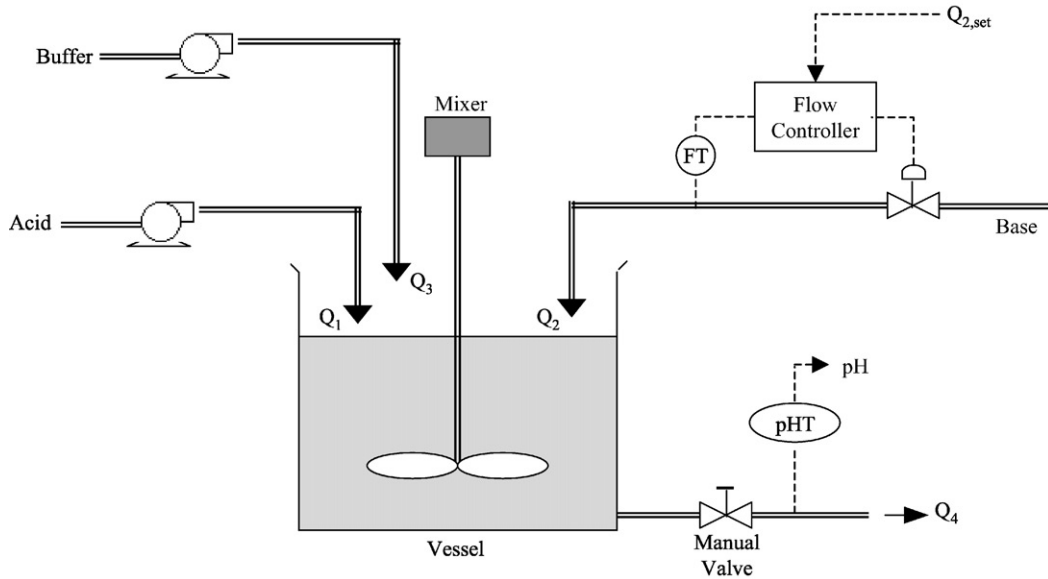 Buffer
Q2,set
Mixer
Flow
Controller
FT
Acid
Base
Q3
Q1
Q2
pH
pHT
Q4
Vessel
Manual
Valve